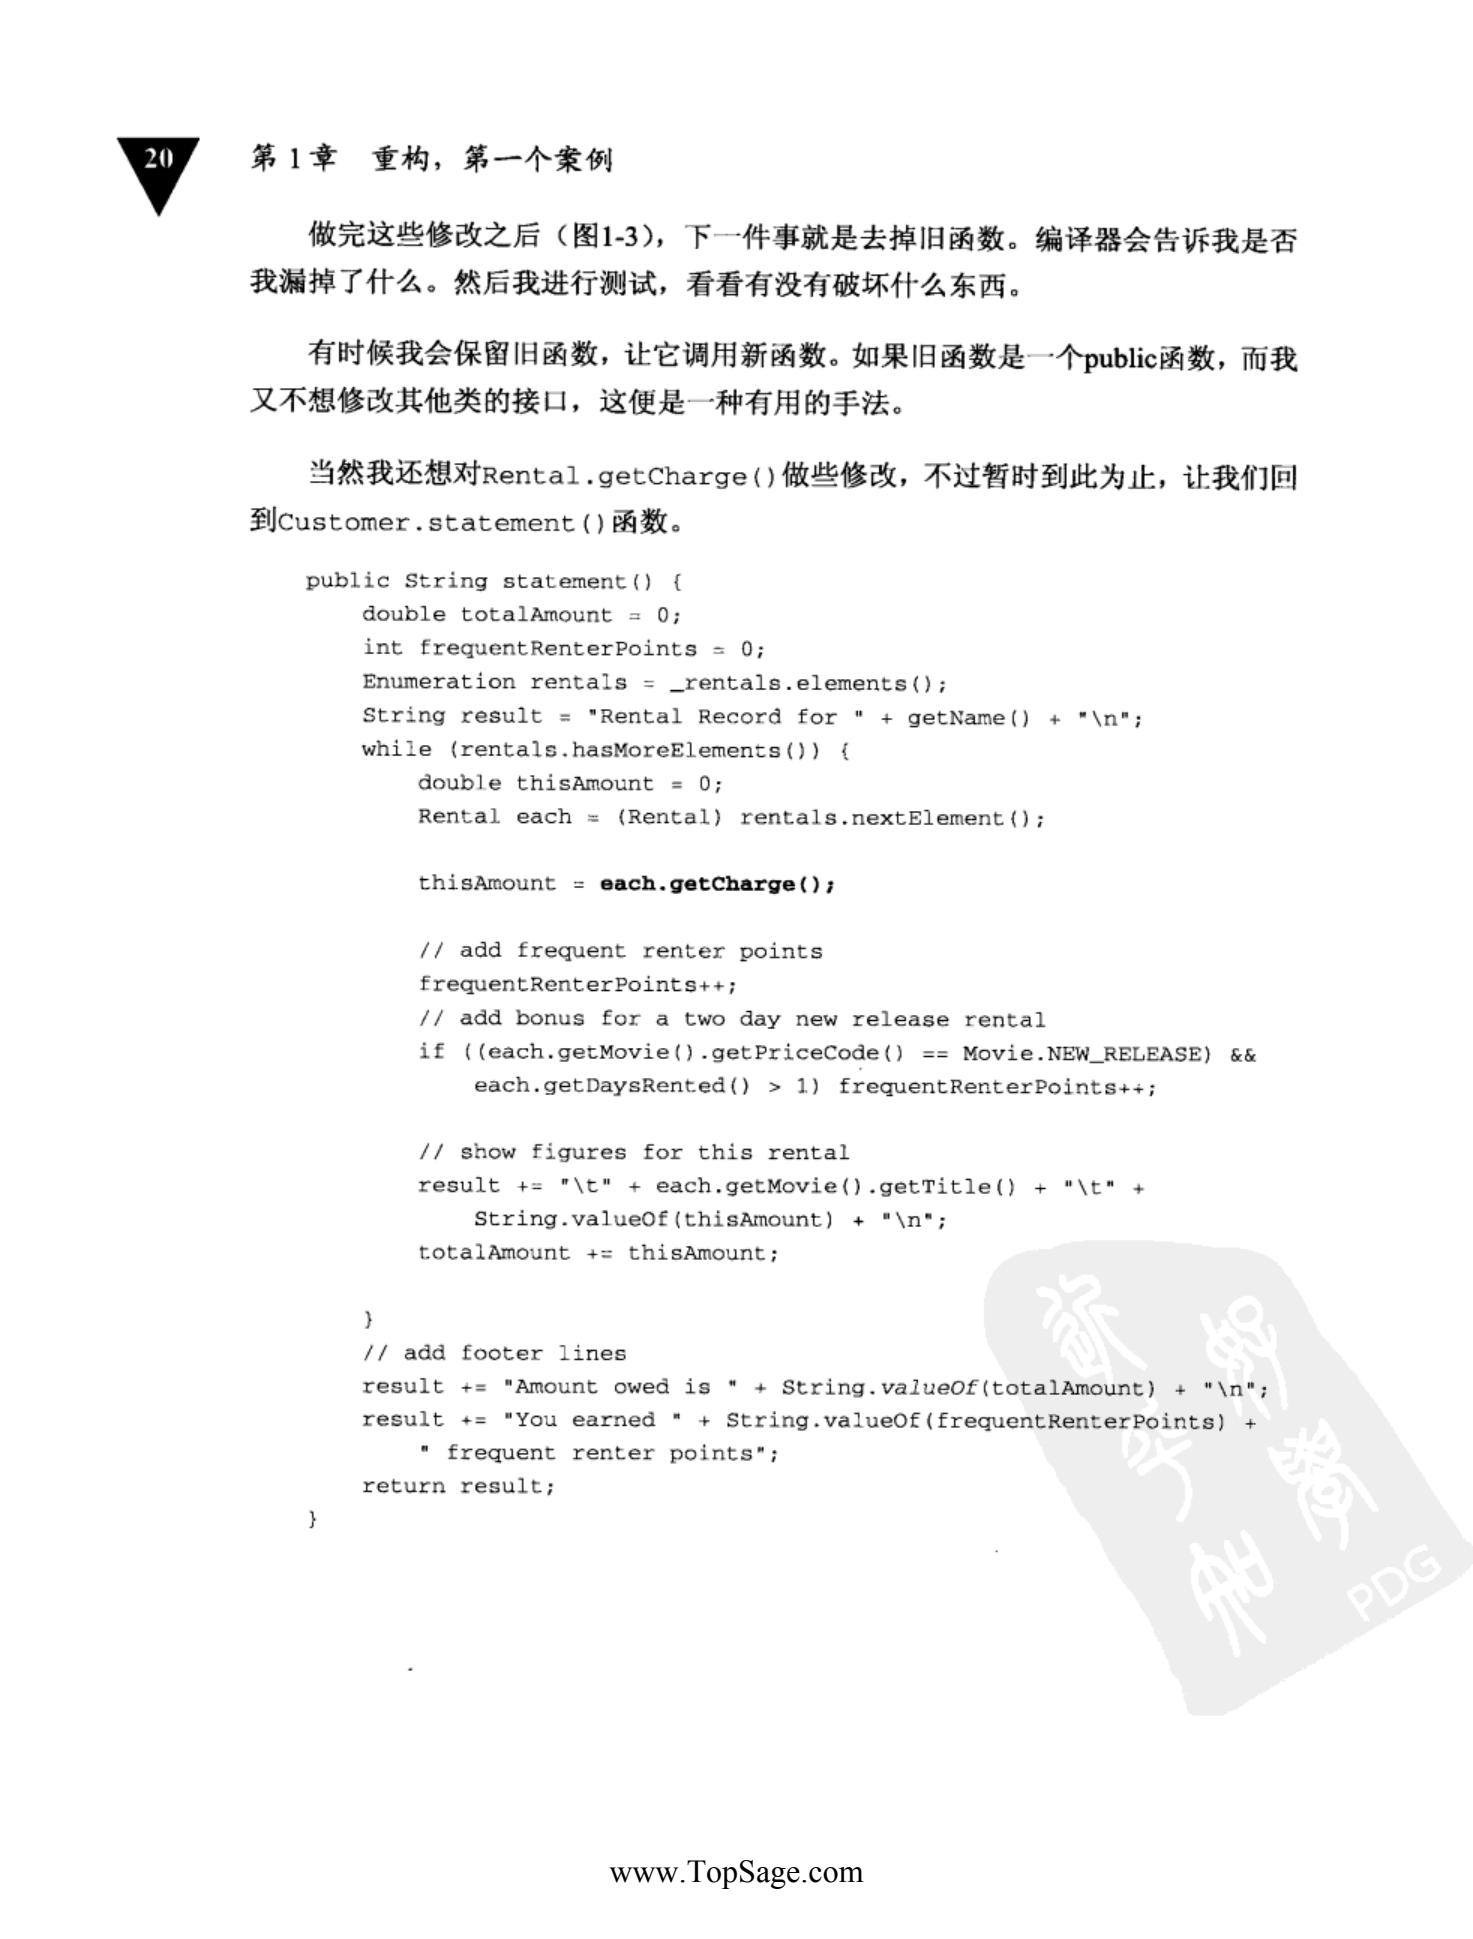 20
第 1 章 重构，第一个案例
做完这些修改之后（图1-3），下一件事就是去掉旧函数。编译器会告诉我是否
我漏掉了什么。然后我进行测试，看看有没有破坏什么东西。
有时候我会保留旧函数，让它调用新函数。如果旧函数是一个public函数，而我
又不想修改其他类的接口，这便是一种有用的手法。
当然我还想对Rental.getCharge()做些修改，不过暂时到此为止，让我们回
到Customer.statement()函数。
public String statement() {
double totalAmount = 0;
int frequentRenterPoints = 0;
Enumeration rentals = _rentals.elements();
String result = "Rental Record for " + getName() + "\n";
while (rentals.hasMoreElements()) {
double thisAmount = 0;
Rental each = (Rental) rentals.nextElement();
thisAmount = each.getCharge();
// add frequent renter points
frequentRenterPoints++;
// add bonus for a two day new release rental
if ((each.getMovie().getPriceCode() == Movie.NEW_RELEASE) &&
each.getDaysRented() > 1) frequentRenterPoints++;
// show figures for this rental
result += "\t" + each.getMovie().getTitle() + "\t" +
String.valueOf(thisAmount) + "\n";
totalAmount += thisAmount;
}
// add footer lines
result += "Amount owed is " + String.valueOf(totalAmount) + "\n";
result += "You earned " + String.valueOf(frequentRenterPoints) +
" frequent renter points";
return result;
}
PDG
www.TopSage.com